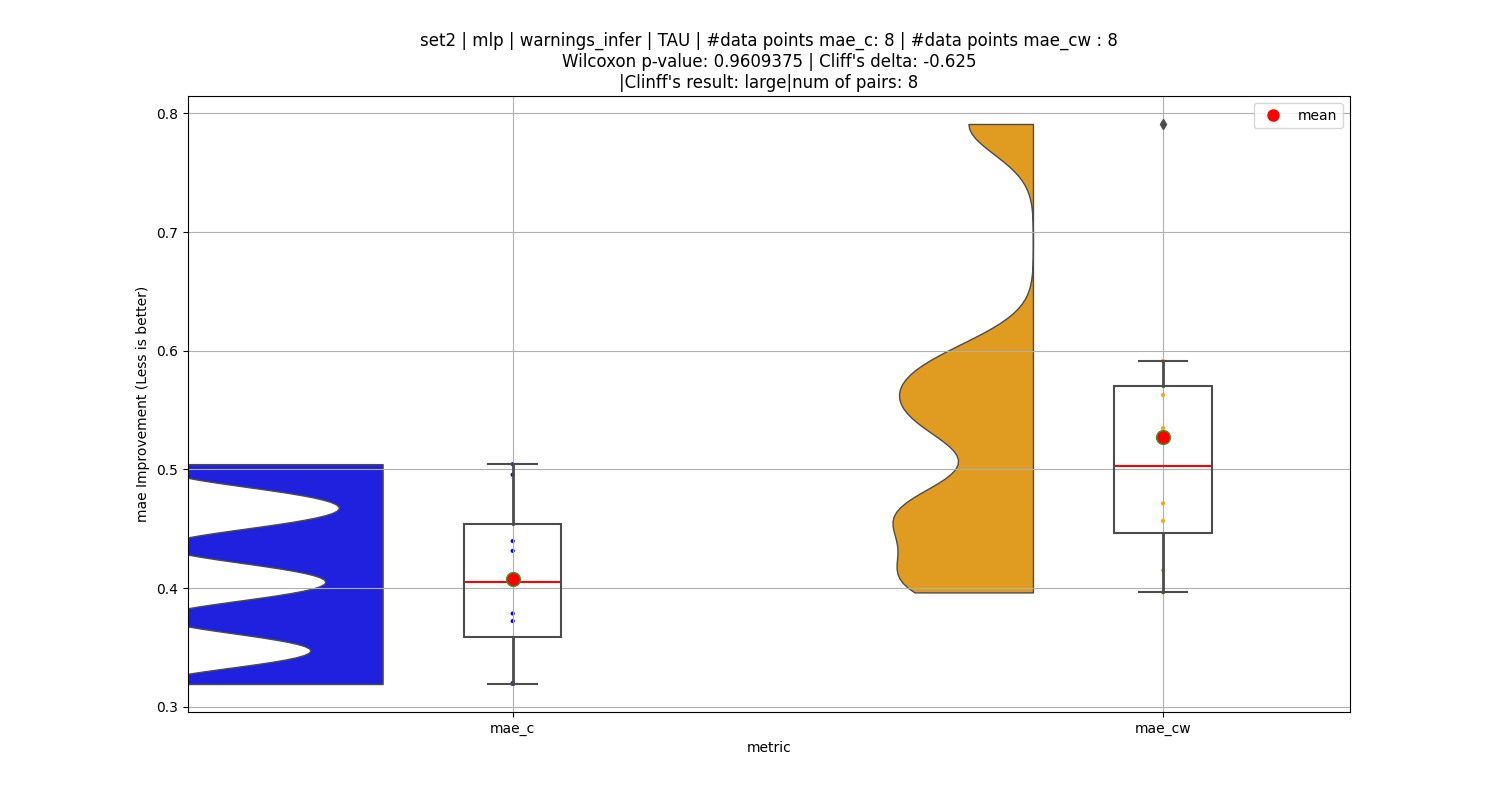 set2 | mlp | warnings_infer | TAU | #data points mae_c: 8 | #data points mae_cw : 8
Wilcoxon p-value: 0.9609375 | Cliff's delta: -0.625
|Clinff's result: large|num of pairs: 8
mean
0.8
0.7
0.6
0.5
0.4
0.3
mae Improvement (Less is better)
mae_c
mae_cw
metric